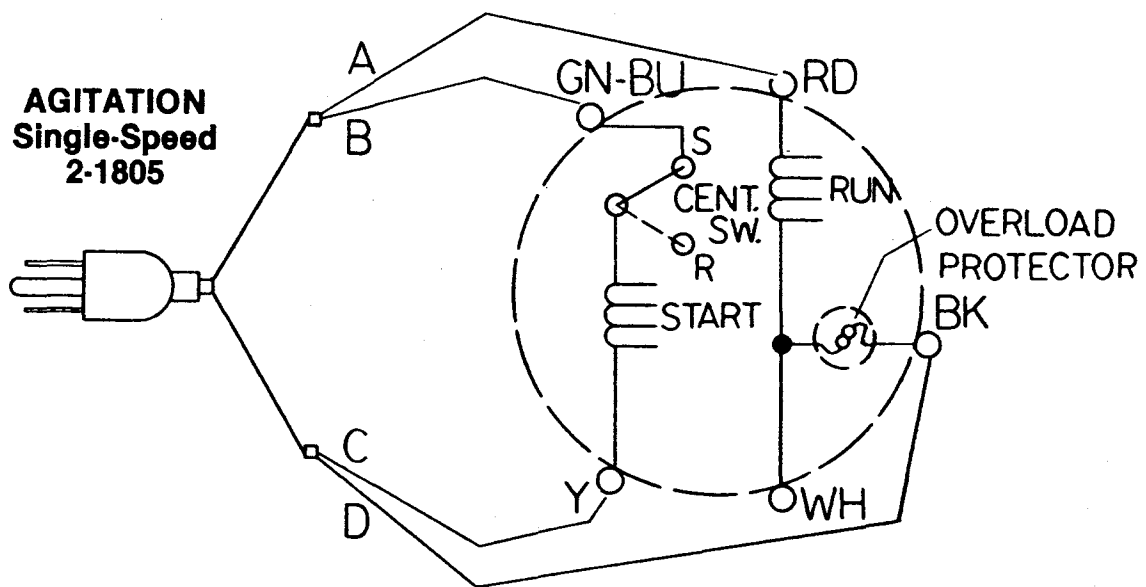 AGITATION
Single-Speed
2-1805
A
B
GN-BU
RD
S
CENT.
SW.
R
RUN
START
OVERLOAD
PROTECTOR
BK
C
D
Y
WH